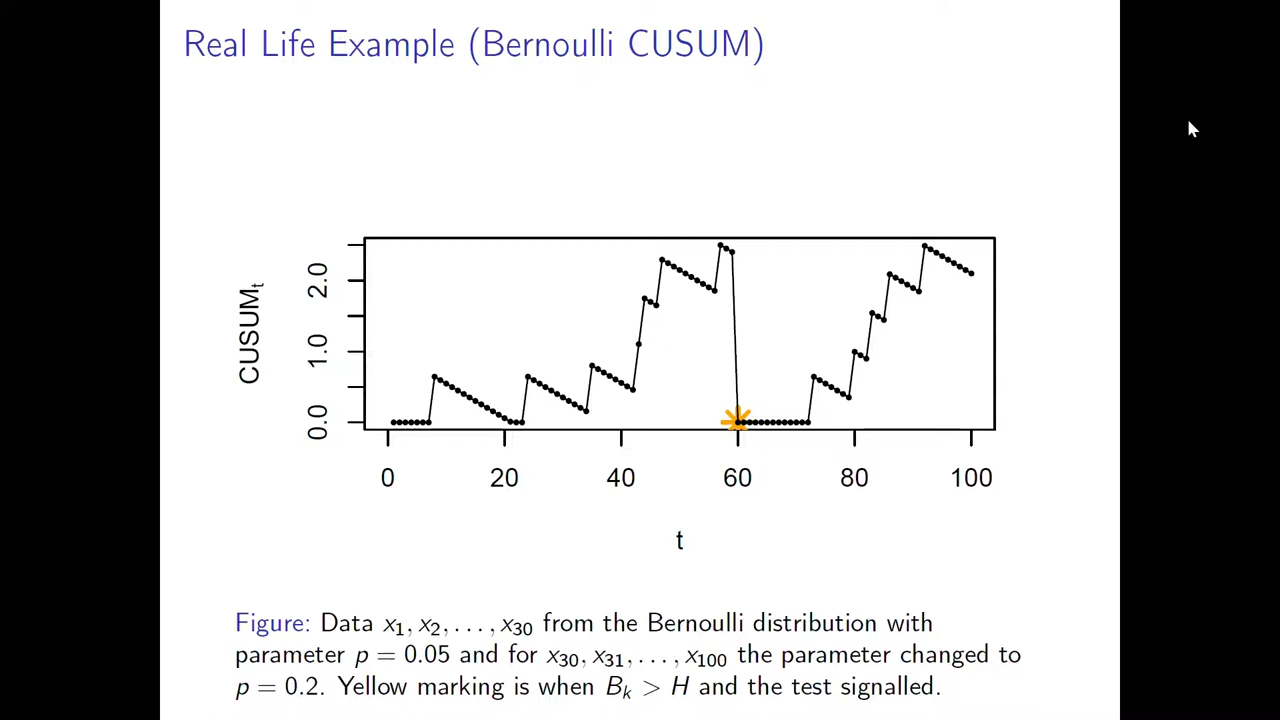 Real Life Example (Bernoulli CUSUM)
CUSUMₜ
2.0
1.0
0.0
0 20 40 60 80 100
t
Figure: Data x₁, x₂, . . . , x₃₀ from the Bernoulli distribution with
parameter p = 0.05 and for x₃₀, x₃₁, . . . , x₁₀₀ the parameter changed to
p = 0.2. Yellow marking is when Bₖ > H and the test signalled.